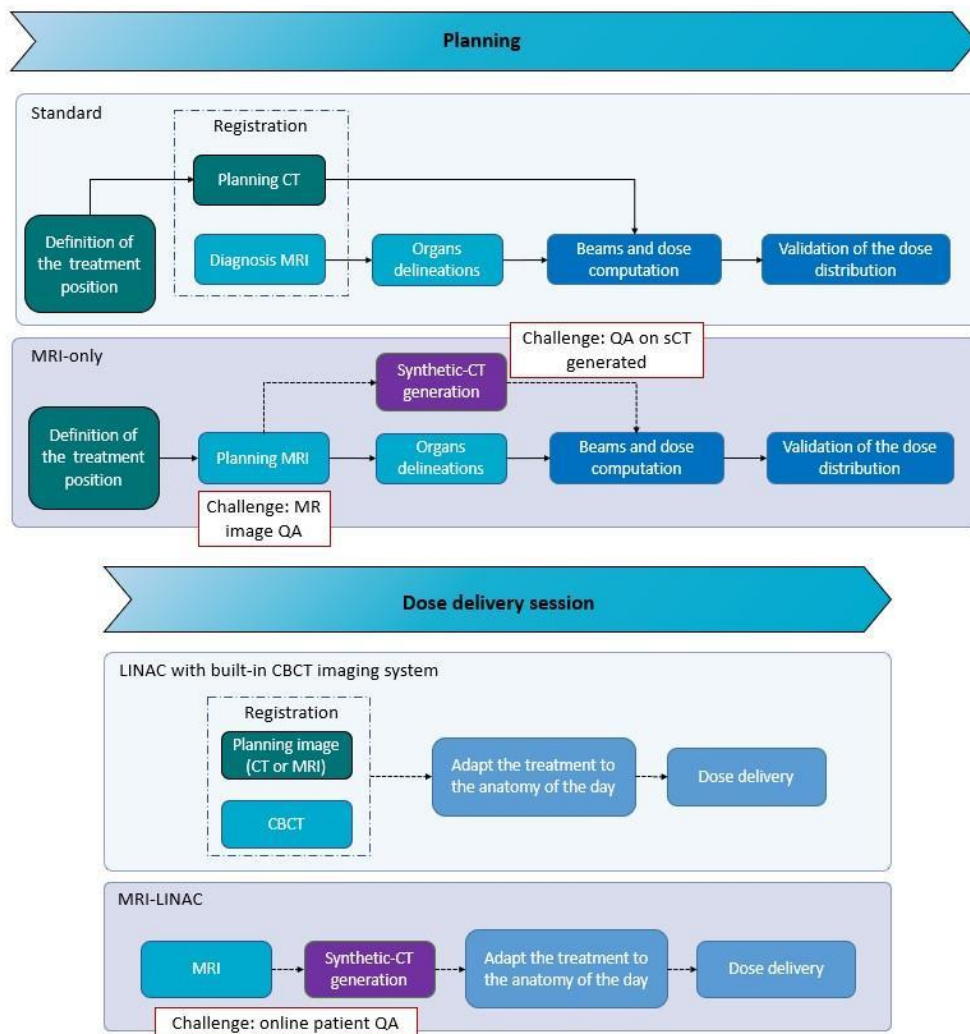 Planning
Standard
Registration
Planning CT
Definition of
the treatment
position
Diagnosis MRI
Organs
delineations
Beams and dose
computation
Validation of the dose
distribution
MRI-only
Challenge: QA on sCT
generated
Synthetic-CT
generation
Definition of
the treatment
position
Planning MRI
Organs
delineations
Beams and dose
computation
Validation of the dose
distribution
Challenge: MR
image QA
Dose delivery session
LINAC with built-in CBCT imaging system
Registration
Planning image
(CT or MRI)
CBCT
Adapt the treatment to
the anatomy of the day
Dose delivery
MRI-LINAC
MRI
Synthetic-CT
generation
Adapt the treatment to
the anatomy of the day
Dose delivery
Challenge: online patient QA